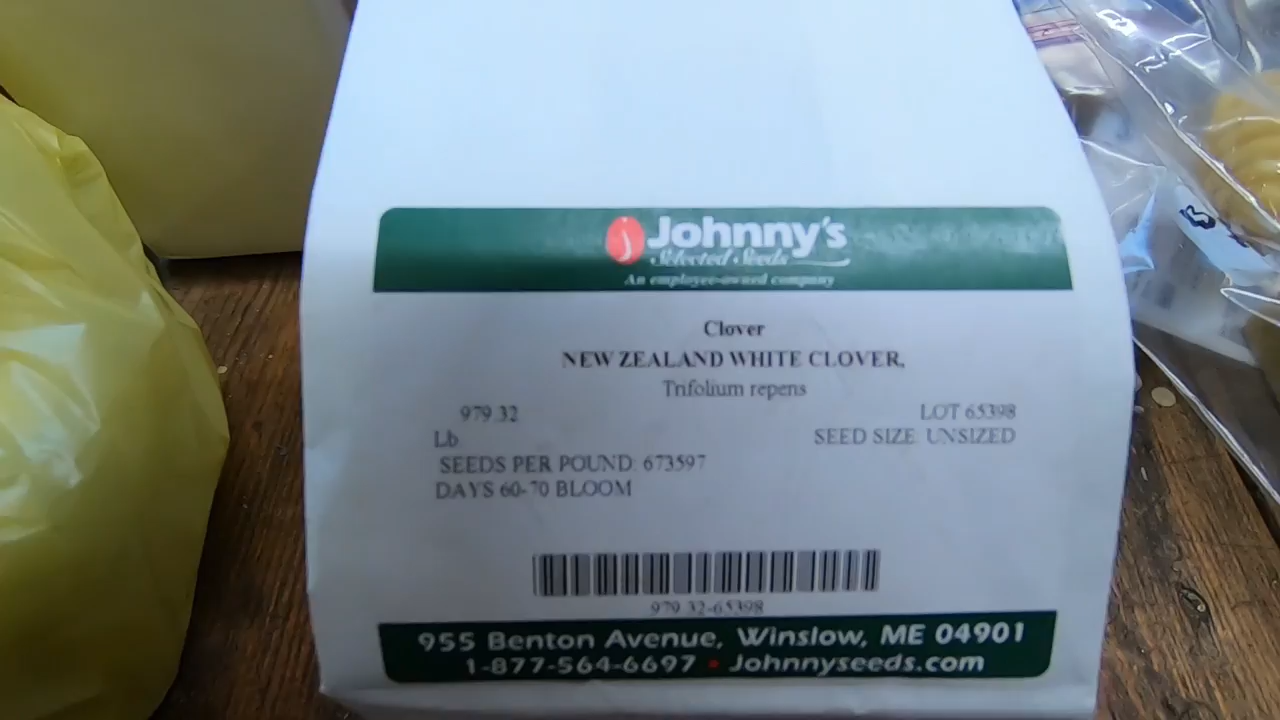 Johnny's
Selected Seeds
An employee-owned company
Clover
NEW ZEALAND WHITE CLOVER,
Trifolium repens
979.32 LOT 65398
Lb SEED SIZE UNSIZED
SEEDS PER POUND: 673597
DAYS 60-70 BLOOM
979.32-65398
955 Benton Avenue, Winslow, ME 04901
1-877-564-6697 • Johnnyseeds.com